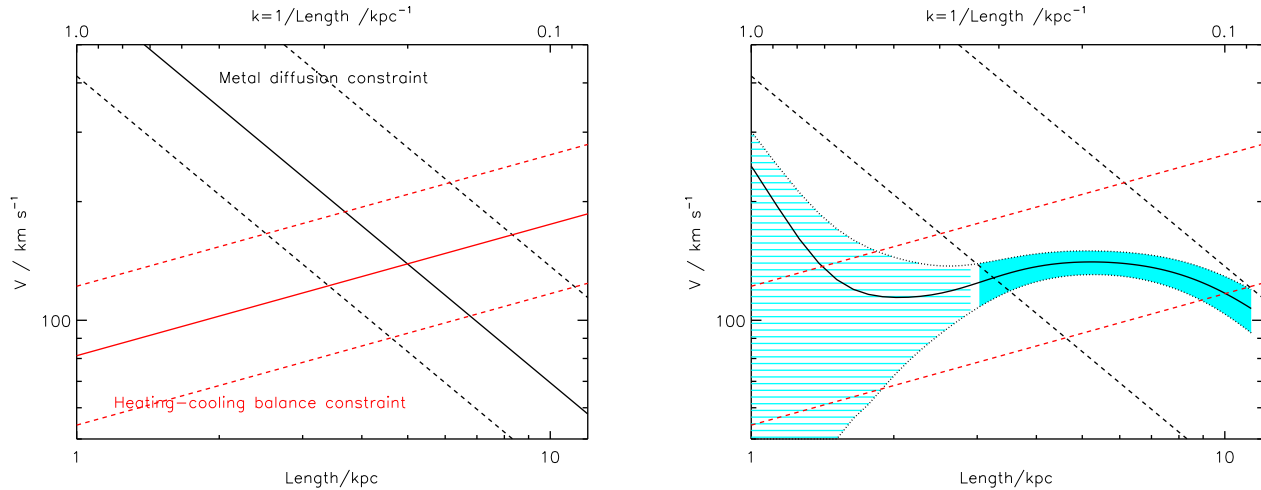 k=1/Length /kpc⁻¹
1.0 0.1
Metal diffusion constraint
V / km s⁻¹
100
Heating−cooling balance constraint
1 10
Length/kpc
k=1/Length /kpc⁻¹
1.0 0.1
V / km s⁻¹
100
1 10
Length/kpc